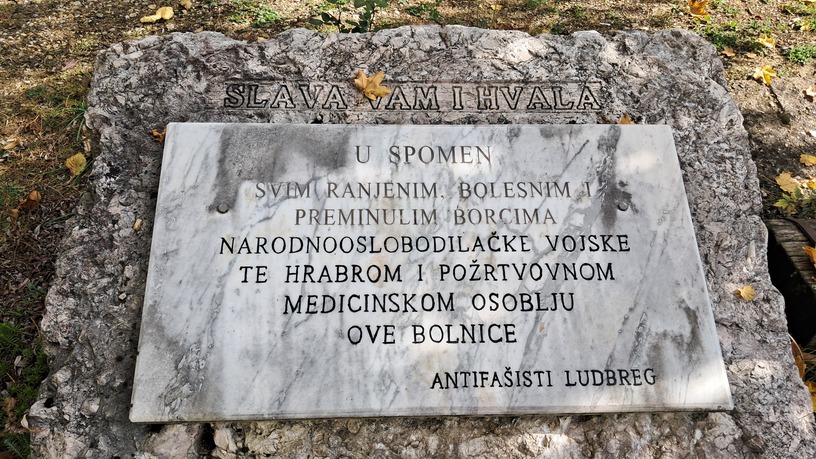 SLAVA VAM I HVALA
U SPOMEN
SVIM RANJENIM, BOLESNIM I
PREMINULIM BORCIMA
NARODNOOSLOBODILAČKE VOJSKE
TE HRABROM I POŽRTVOVNOM
MEDICINSKOM OSOBLJU
OVE BOLNICE
ANTIFAŠISTI LUDBREG